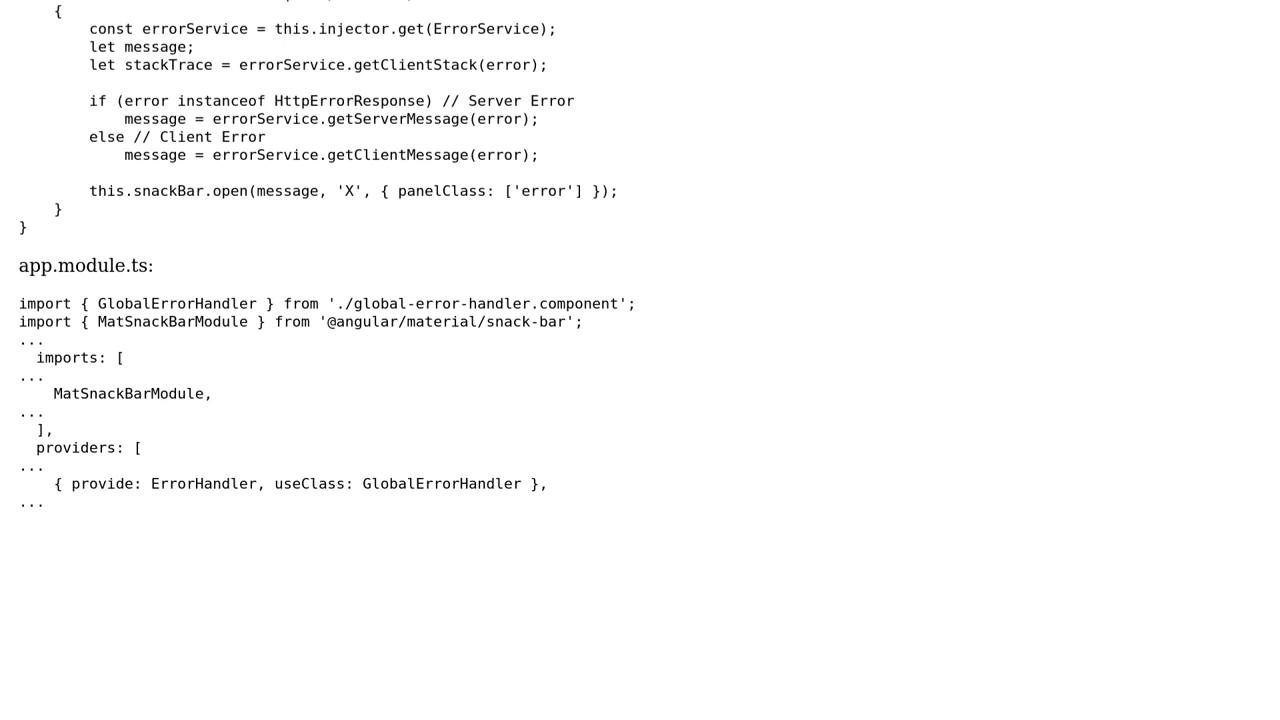 {
const errorService = this.injector.get(ErrorService);
let message;
let stackTrace = errorService.getClientStack(error);
if (error instanceof HttpErrorResponse) // Server Error
message = errorService.getServerMessage(error);
else // Client Error
message = errorService.getClientMessage(error);
this.snackBar.open(message, 'X', { panelClass: ['error'] });
}
}
app.module.ts:
import { GlobalErrorHandler } from './global-error-handler.component';
import { MatSnackBarModule } from '@angular/material/snack-bar';
...
imports: [
...
MatSnackBarModule,
...
],
providers: [
...
{ provide: ErrorHandler, useClass: GlobalErrorHandler },
...